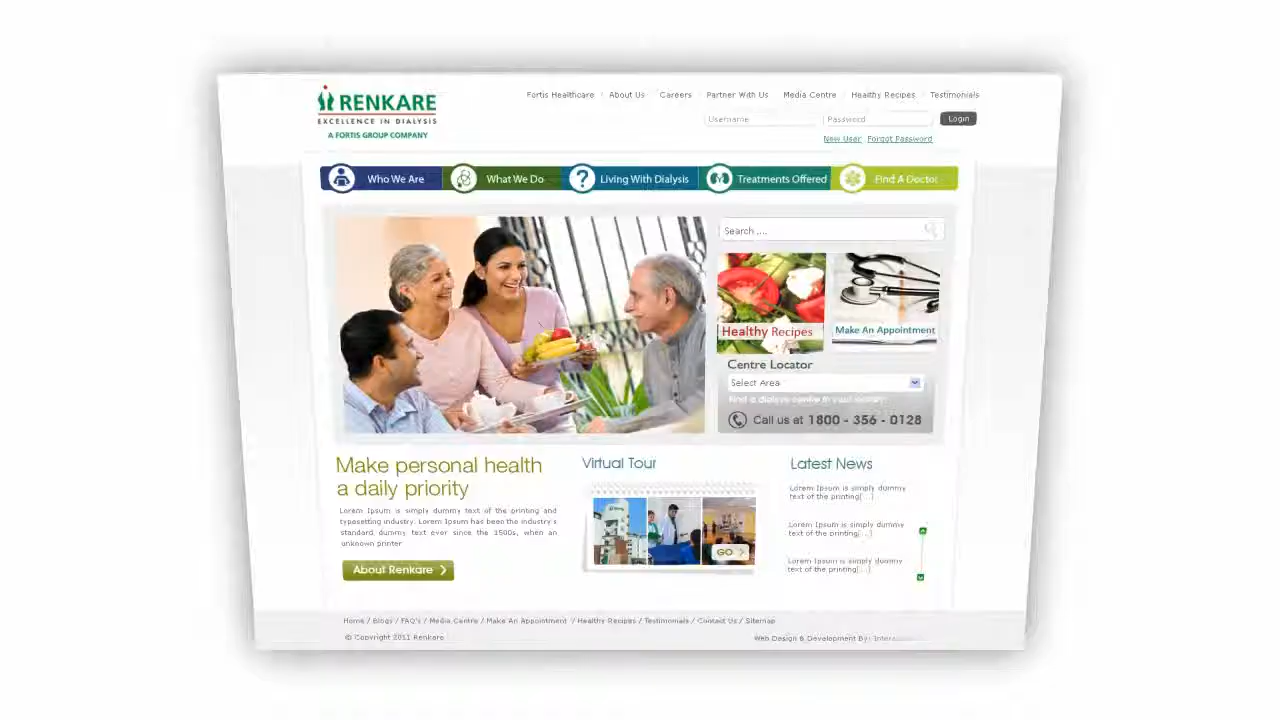 RENKARE
EXCELLENCE IN DIALYSIS
A FORTIS GROUP COMPANY
Fortis Healthcare About Us Careers Partner With Us Media Centre Healthy Recipes Testimonials
Username Password Login
New User Forgot Password
Who We Are What We Do Living With Dialysis Treatments Offered Find A Doctor
Search ....
Healthy Recipes Make An Appointment
Centre Locator
Select Area
Find a dialysis centre in your
Call us at 1800 - 356 - 0128
Make personal health
a daily priority
Lorem Ipsum is simply dummy text of the printing and
typesetting industry. Lorem Ipsum has been the industry's
standard dummy text ever since the 1500s, when an
unknown printer
About Renkare
Virtual Tour
GO
Latest News
Lorem Ipsum is simply dummy
text of the printing[...]
Lorem Ipsum is simply dummy
text of the printing[...]
Lorem Ipsum is simply dummy
text of the printing[...]
Home / Blogs / FAQ's / Media Centre / Make An Appointment / Healthy Recipes / Testimonials / Contact Us / Sitemap
© Copyright 2011 Renkare
Web Design & Development By: